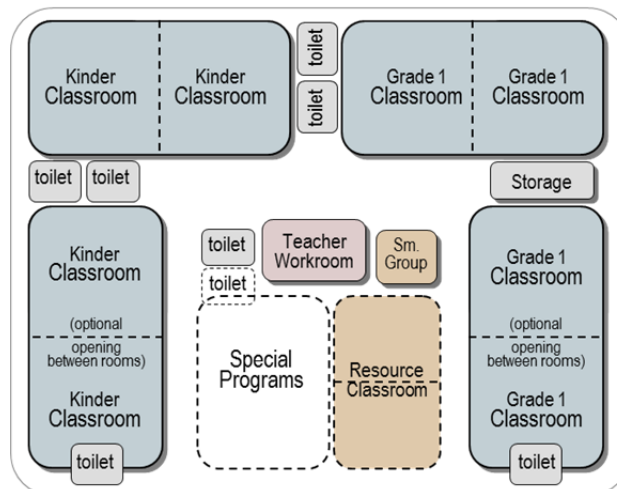 Kinder
Classroom
Kinder
Classroom
toilet
toilet
Grade 1
Classroom
Grade 1
Classroom
toilet
toilet
Storage
Kinder
Classroom
(optional
opening
between rooms)
Kinder
Classroom
toilet
toilet
toilet
Teacher
Workroom
Sm.
Group
Special
Programs
Resource
Classroom
Grade 1
Classroom
(optional
opening
between rooms)
Grade 1
Classroom
toilet